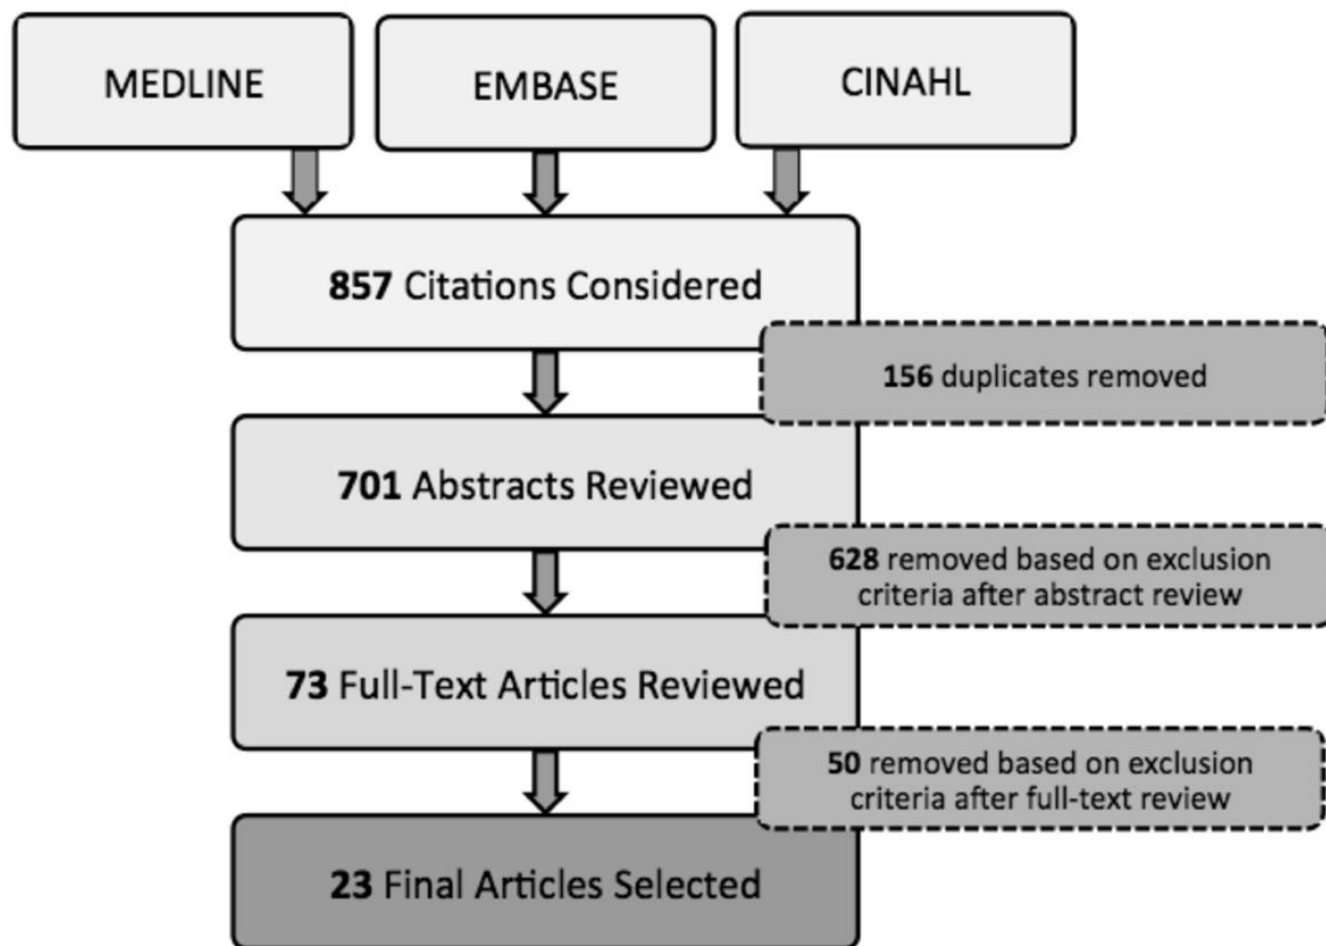 MEDLINE
EMBASE
CINAHL
857 Citations Considered
156 duplicates removed
701 Abstracts Reviewed
628 removed based on exclusion
criteria after abstract review
73 Full-Text Articles Reviewed
50 removed based on exclusion
criteria after full-text review
23 Final Articles Selected